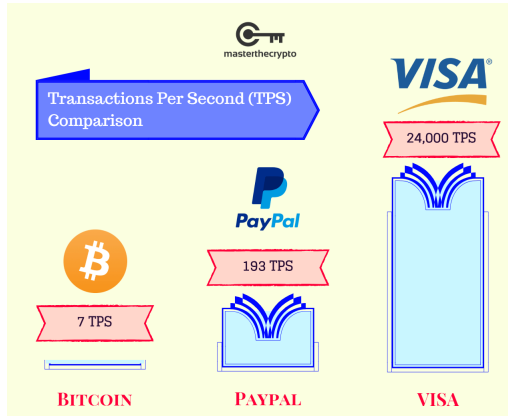 masterthecrypto
Transactions Per Second (TPS)
Comparison
VISA®
24,000 TPS
PayPal
193 TPS
7 TPS
BITCOIN
PAYPAL
VISA